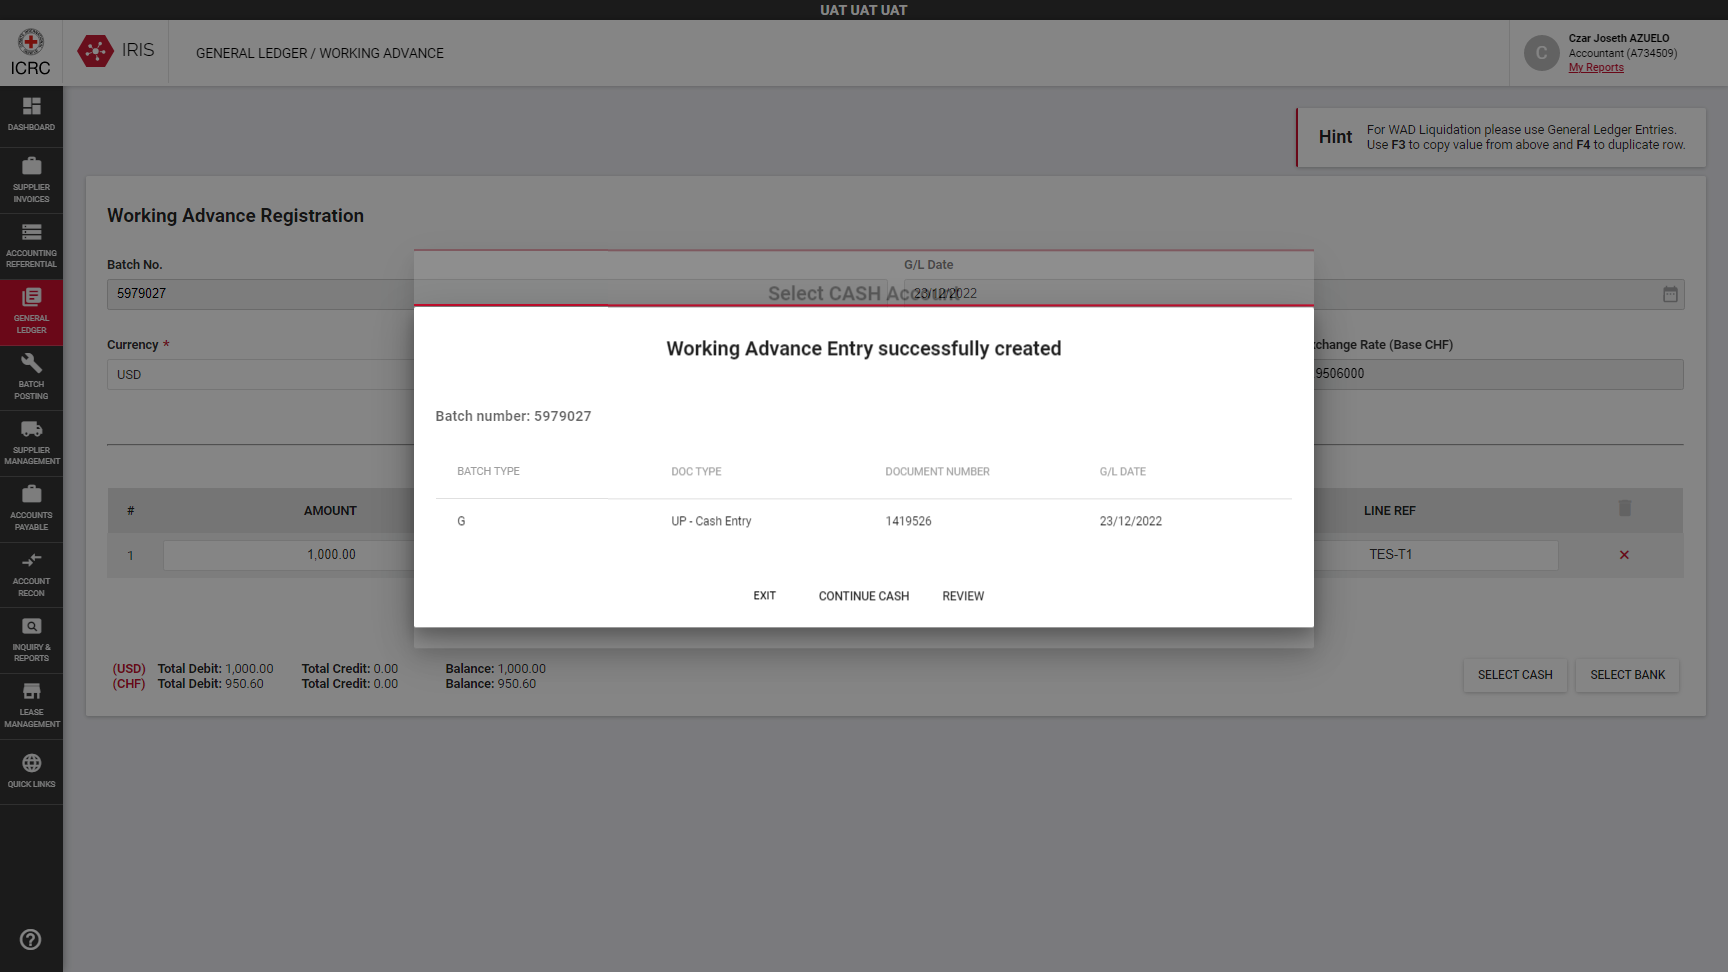 UAT UAT UAT
ICRC
IRIS
GENERAL LEDGER / WORKING ADVANCE
C
Czar Joseth AZUELO
Accountant (A734509)
My Reports
DASHBOARD
SUPPLIER
INVOICES
ACCOUNTING
REFERENTIAL
GENERAL
LEDGER
BATCH
POSTING
SUPPLIER
MANAGEMENT
ACCOUNTS
PAYABLE
ACCOUNT
RECON
INQUIRY &
REPORTS
LEASE
MANAGEMENT
QUICK LINKS
Hint
For WAD Liquidation please use General Ledger Entries.
Use F3 to copy value from above and F4 to duplicate row.
Working Advance Registration
Batch No.
G/L Date
5979027
Select CASH Account
23/12/2022
Currency *
change Rate (Base CHF)
USD
9506000
Working Advance Entry successfully created
Batch number: 5979027
BATCH TYPE DOC TYPE DOCUMENT NUMBER G/L DATE
G UP - Cash Entry 1419526 23/12/2022
EXIT CONTINUE CASH REVIEW
# AMOUNT LINE REF
1 1,000.00 TES-T1
(USD) Total Debit: 1,000.00 Total Credit: 0.00 Balance: 1,000.00
(CHF) Total Debit: 950.60 Total Credit: 0.00 Balance: 950.60
SELECT CASH SELECT BANK